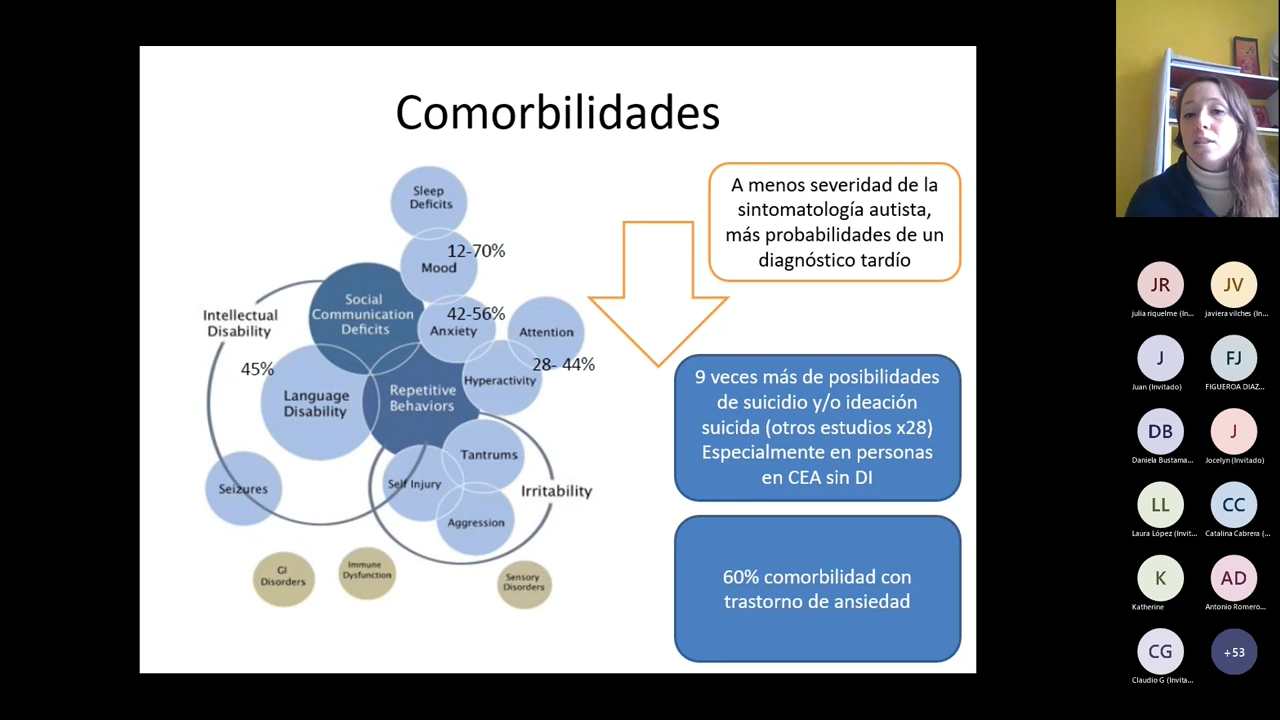 Comorbilidades
Sleep
Deficits
12-70%
Mood
Social
Communication
Deficits
42-56%
Anxiety
Attention
Intellectual
Disability
45%
28- 44%
Hyperactivity
Language
Disability
Repetitive
Behaviors
Tantrums
Self Injury
Irritability
Seizures
Aggression
GI
Disorders
Immune
Dysfunction
Sensory
Disorders
A menos severidad de la
sintomatología autista,
más probabilidades de un
diagnóstico tardío
9 veces más de posibilidades
de suicidio y/o ideación
suicida (otros estudios x28)
Especialmente en personas
en CEA sin DI
60% comorbilidad con
trastorno de ansiedad
JR
julia riquelme (In...
JV
javiera vilches (In...
J
Juan (Invitado)
FJ
FIGUEROA DIAZ...
DB
Daniela Bustama...
J
Jocelyn (Invitado)
LL
Laura López (Invit...
CC
Catalina Cabrera (...
K
Katherine
AD
Antonio Romero...
CG
Claudio G (Invita...
+53